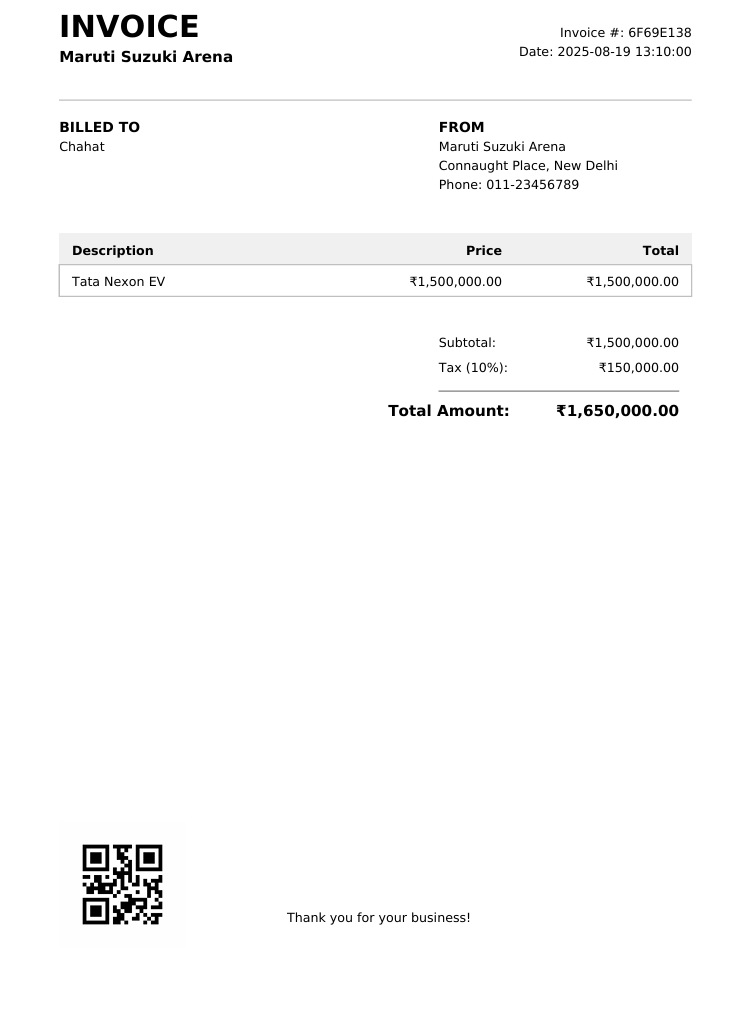 INVOICE
Maruti Suzuki Arena
Invoice #: 6F69E138
Date: 2025-08-19 13:10:00
BILLED TO
Chahat
FROM
Maruti Suzuki Arena
Connaught Place, New Delhi
Phone: 011-23456789
Description Price Total
Tata Nexon EV ₹1,500,000.00 ₹1,500,000.00
Subtotal: ₹1,500,000.00
Tax (10%): ₹150,000.00
Total Amount: ₹1,650,000.00
Thank you for your business!